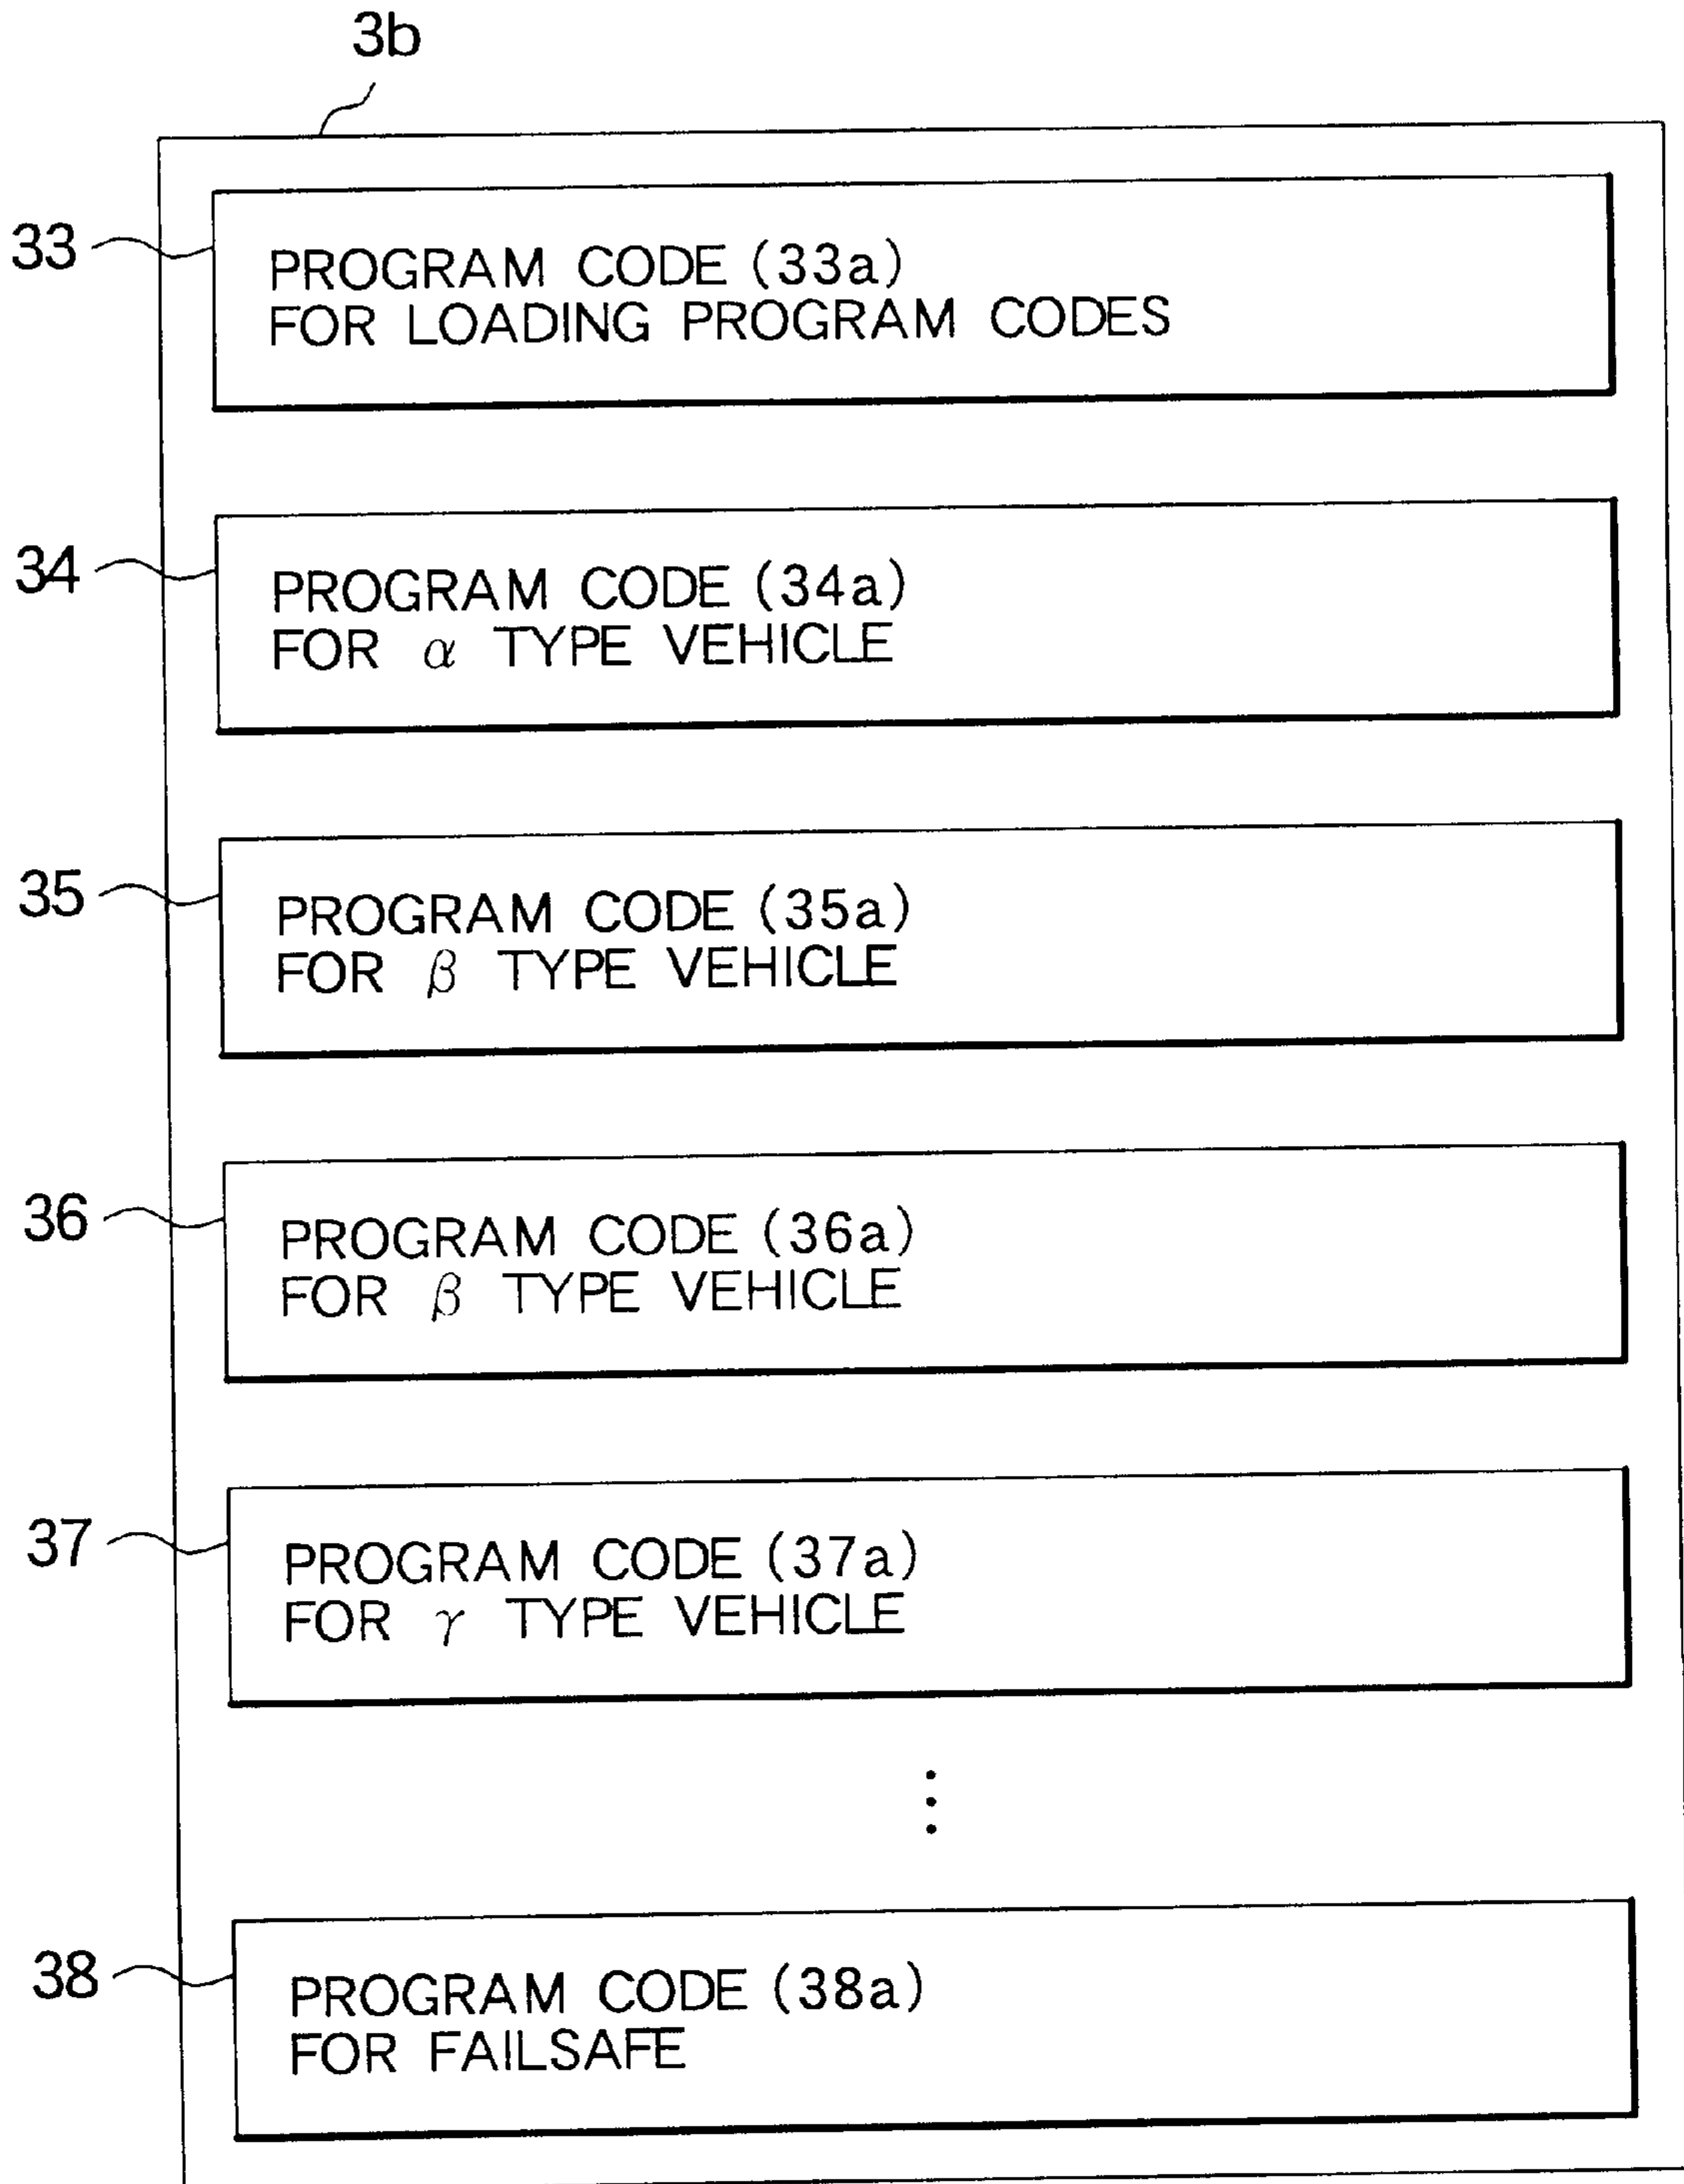 3b
33
PROGRAM CODE (33a)
FOR LOADING PROGRAM CODES
34
PROGRAM CODE (34a)
FOR α TYPE VEHICLE
35
PROGRAM CODE (35a)
FOR β TYPE VEHICLE
36
PROGRAM CODE (36a)
FOR β TYPE VEHICLE
37
PROGRAM CODE (37a)
FOR γ TYPE VEHICLE
38
PROGRAM CODE (38a)
FOR FAILSAFE